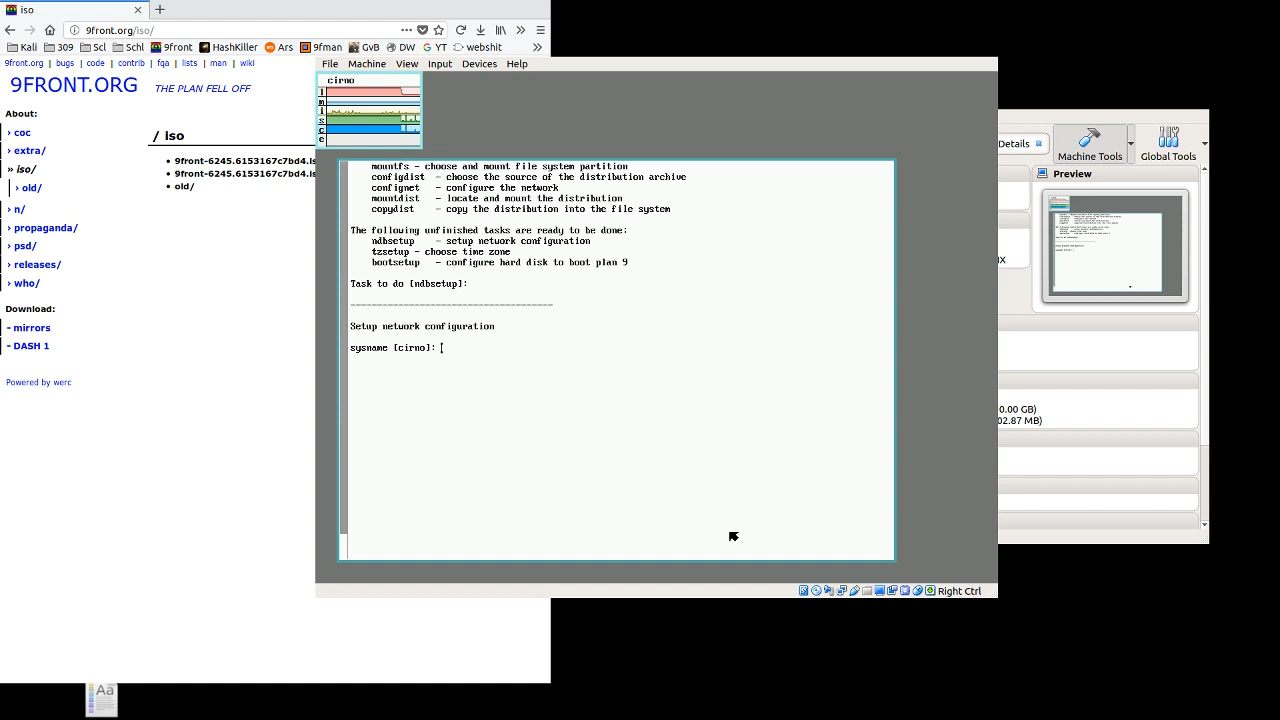 iso
9front.org/iso/
Kali
309
Scl
Schl
9front
HashKiller
Ars
9fman
GvB
DW
YT
webshit
9front.org | bugs | code | contrib | fqa | lists | man | wiki
9FRONT.ORG THE PLAN FELL OFF
About:
› coc
› extra/
» iso/
› old/
› n/
› propaganda/
› psd/
› releases/
› who/
Download:
- mirrors
- DASH 1
Powered by werc
/ iso
• 9front-6245.6153167c7bd4.is
• 9front-6245.6153167c7bd4.is
• old/
File Machine View Input Devices Help
cirno
l
m
i
s
c
e
mountfs - choose and mount file system partition
configdist - choose the source of the distribution archive
confignet - configure the network
mountdist - locate and mount the distribution
copydist - copy the distribution into the file system
The following unfinished tasks are ready to be done:
ndbsetup - setup network configuration
tzsetup - choose time zone
bootsetup - configure hard disk to boot plan 9
Task to do [ndbsetup]:
--------------------------------------
Setup network configuration
sysname [cirno]:
Right Ctrl
Details
Machine Tools
Global Tools
Preview
IX
0.00 GB)
02.87 MB)
Aa